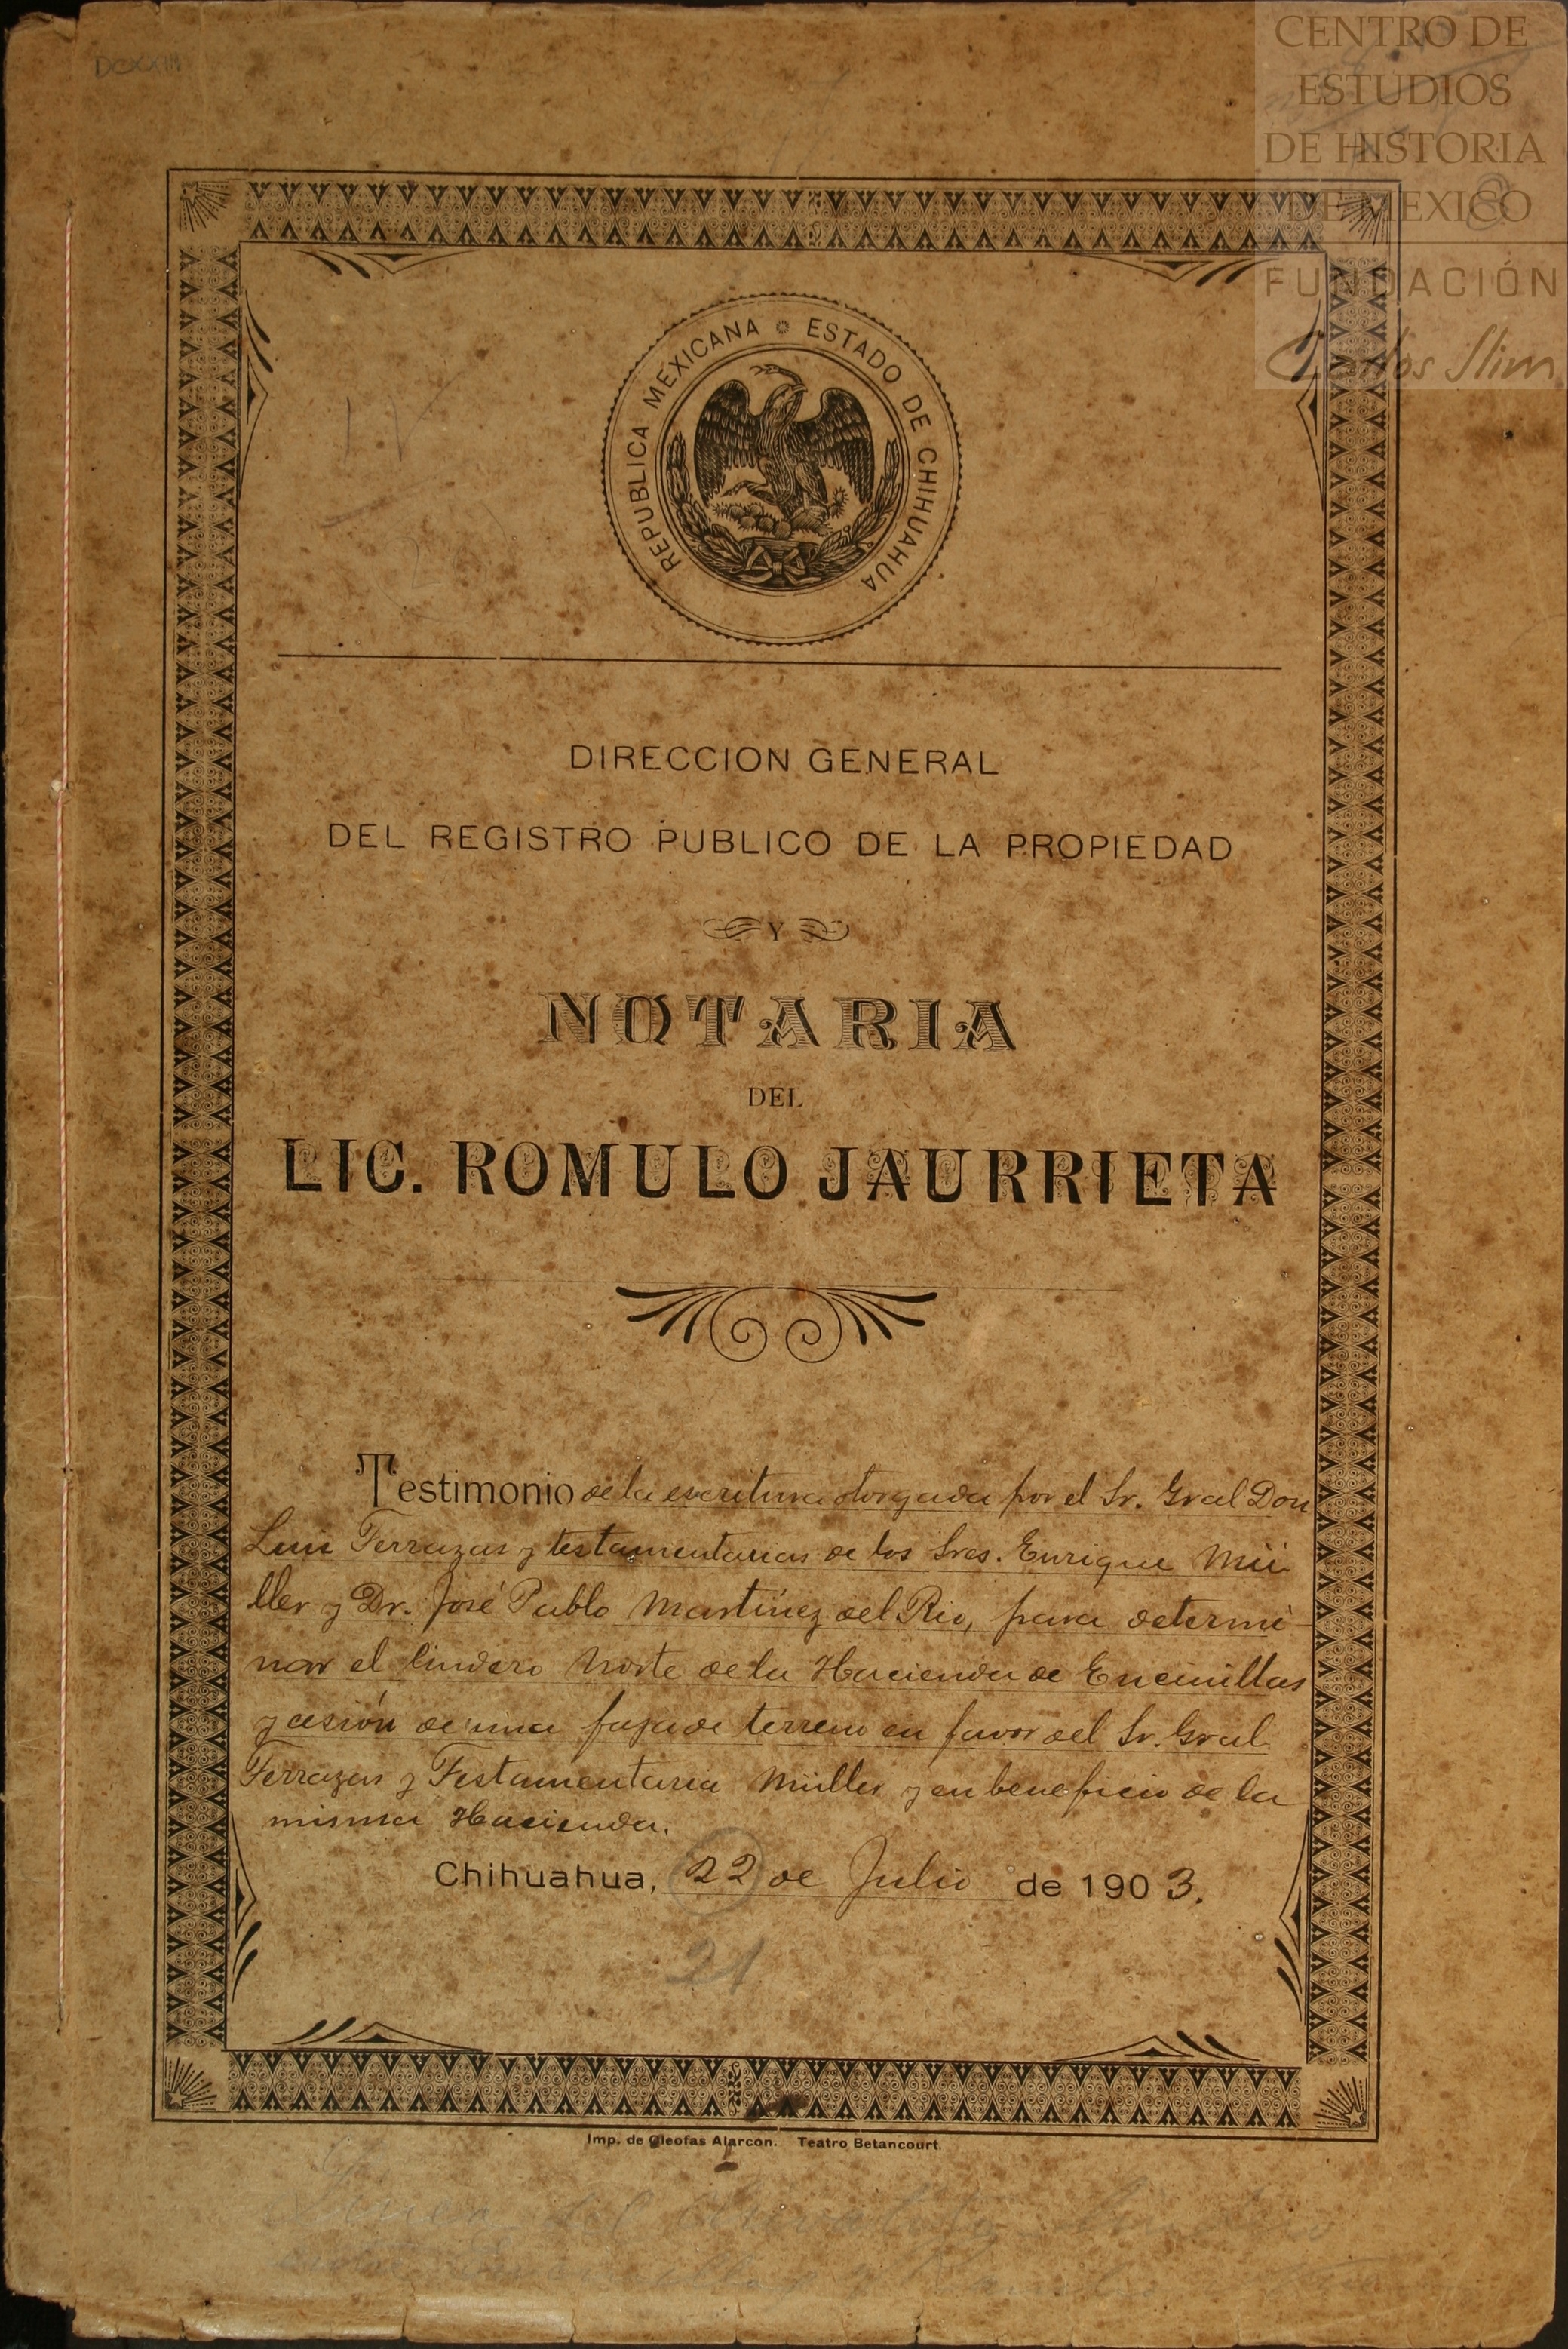 DCXXIII
CENTRO DE
ESTUDIOS
DE HISTORIA
DE MEXICO
FUNDACIÓN
Carlos Slim
8
IV
2
REPUBLICA MEXICANA ESTADO DE CHIHUAHUA
DIRECCION GENERAL
DEL REGISTRO PUBLICO DE LA PROPIEDAD
Y
NOTARIA
DEL
LIC. ROMULO JAURRIETA
Testimonio de la escritura otorgada por el Sr. Gral Don
Luis Terrazas y testamentarias de los Sres. Enrique Mü-
ller y Dr. José Pablo Martínez del Rio, para determi-
nar el lindero Norte de la Hacienda de Encinillas
y cesión de una faja de terreno en favor del Sr. Gral.
Terrazas y Testamentaria Müller y en beneficio de la
misma Hacienda.
Chihuahua, 22 de Julio de 1903.
21
Imp. de Cleofas Alarcon. Teatro Betancourt.